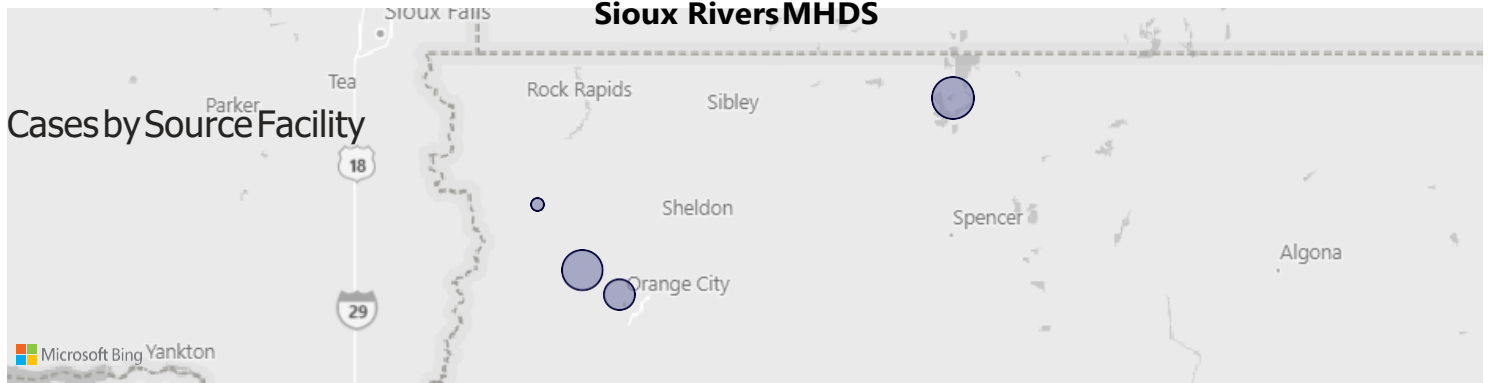 Sioux Rivers MHDS
Sioux Falls
Tea
Rock Rapids
Sibley
Parker
Cases by Source Facility
18
Sheldon
Spencer
Algona
Orange City
29
Microsoft Bing
Yankton